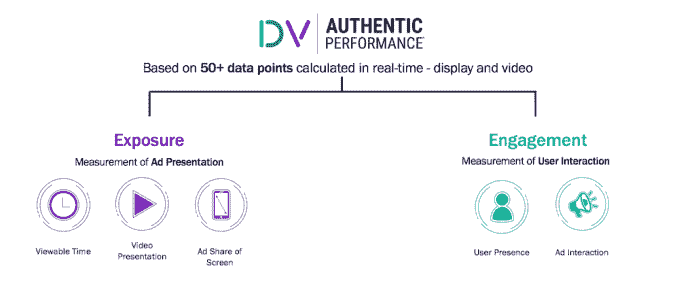 DV
AUTHENTIC
PERFORMANCE
Based on 50+ data points calculated in real-time - display and video
Exposure
Measurement of Ad Presentation
Viewable Time
Video
Presentation
Ad Share of
Screen
Engagement
Measurement of User Interaction
User Presence
Ad Interaction